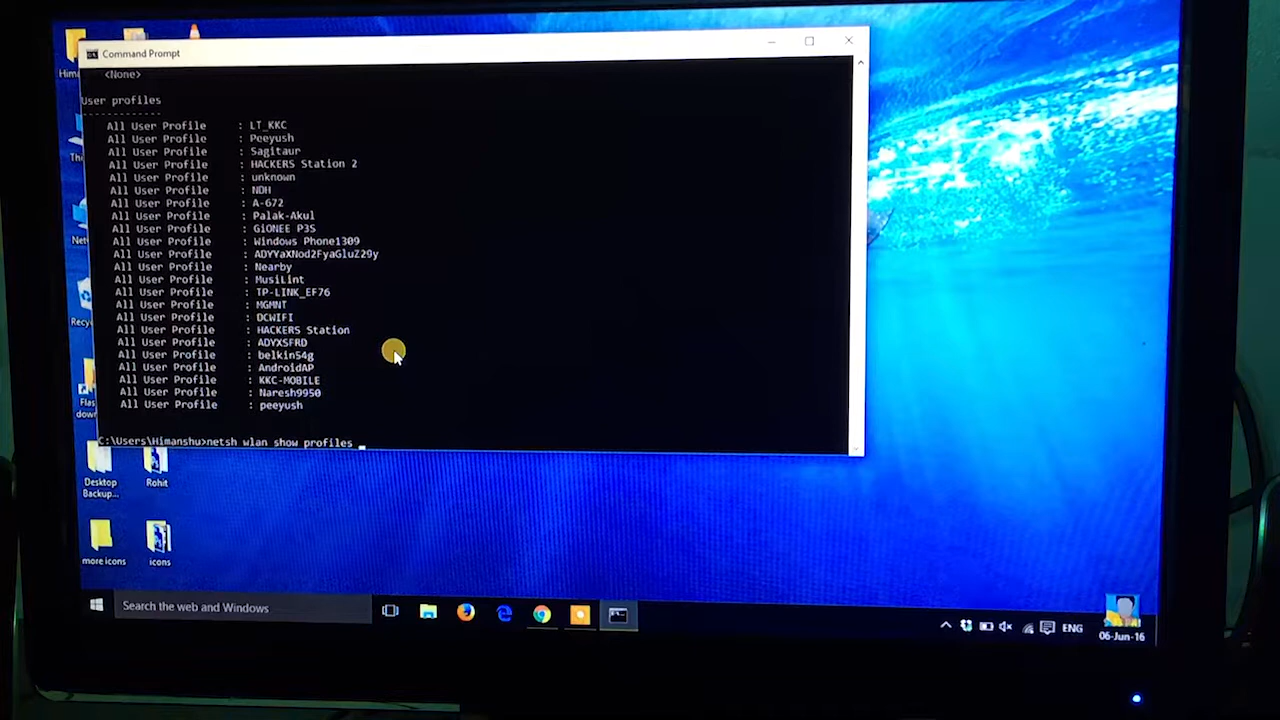 Command Prompt
<None>
User profiles
-------------
All User Profile : LT_KKC
All User Profile : Peeyush
All User Profile : Sagitaur
All User Profile : HACKERS Station 2
All User Profile : unknown
All User Profile : NDH
All User Profile : A-672
All User Profile : Palak-Akul
All User Profile : GiONEE P3S
All User Profile : Windows Phone1309
All User Profile : ADYYaXNod2FyaGluZ29y
All User Profile : Nearby
All User Profile : MusiLint
All User Profile : TP-LINK_EF76
All User Profile : MGMNT
All User Profile : DCWIFI
All User Profile : HACKERS Station
All User Profile : ADYXSFRD
All User Profile : belkin54g
All User Profile : AndroidAP
All User Profile : KKC-MOBILE
All User Profile : Naresh9950
All User Profile : peeyush
C:\Users\Himanshu>netsh wlan show profiles _
Desktop Backup...
Rohit
more icons
icons
Search the web and Windows
ENG
06-Jun-16